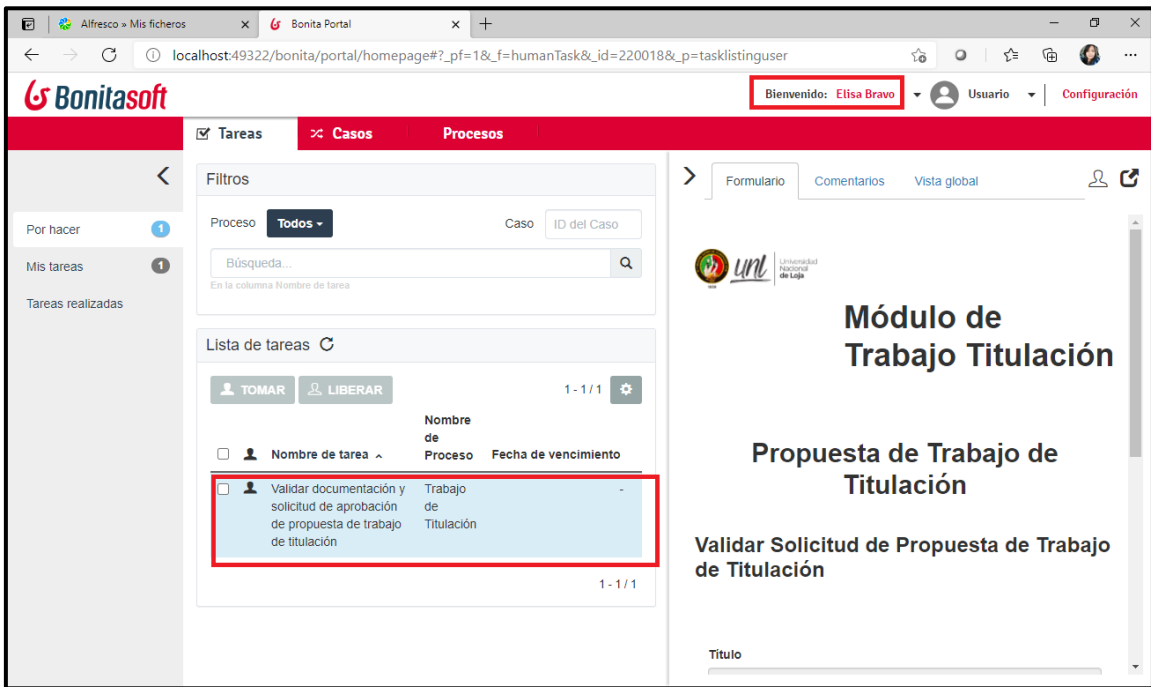 Alfresco » Mis ficheros
Bonita Portal
localhost:49322/bonita/portal/homepage#?_pf=1&_f=humanTask&_id=220018&_p=tasklistinguser
Bonitasoft
Bienvenido: Elisa Bravo
Usuario
Configuración
Tareas
Casos
Procesos
Por hacer
1
Mis tareas
1
Tareas realizadas
Filtros
Proceso
Todos
Caso
ID del Caso
Búsqueda...
En la columna Nombre de tarea
Lista de tareas
TOMAR
LIBERAR
1 - 1 / 1
Nombre de tarea
Nombre
de
Proceso
Fecha de vencimiento
Validar documentación y
solicitud de aprobación
de propuesta de trabajo
de titulación
Trabajo
de
Titulación
-
1 - 1 / 1
Formulario
Comentarios
Vista global
unl
Universidad
Nacional
de Loja
Módulo de
Trabajo Titulación
Propuesta de Trabajo de
Titulación
Validar Solicitud de Propuesta de Trabajo
de Titulación
Titulo